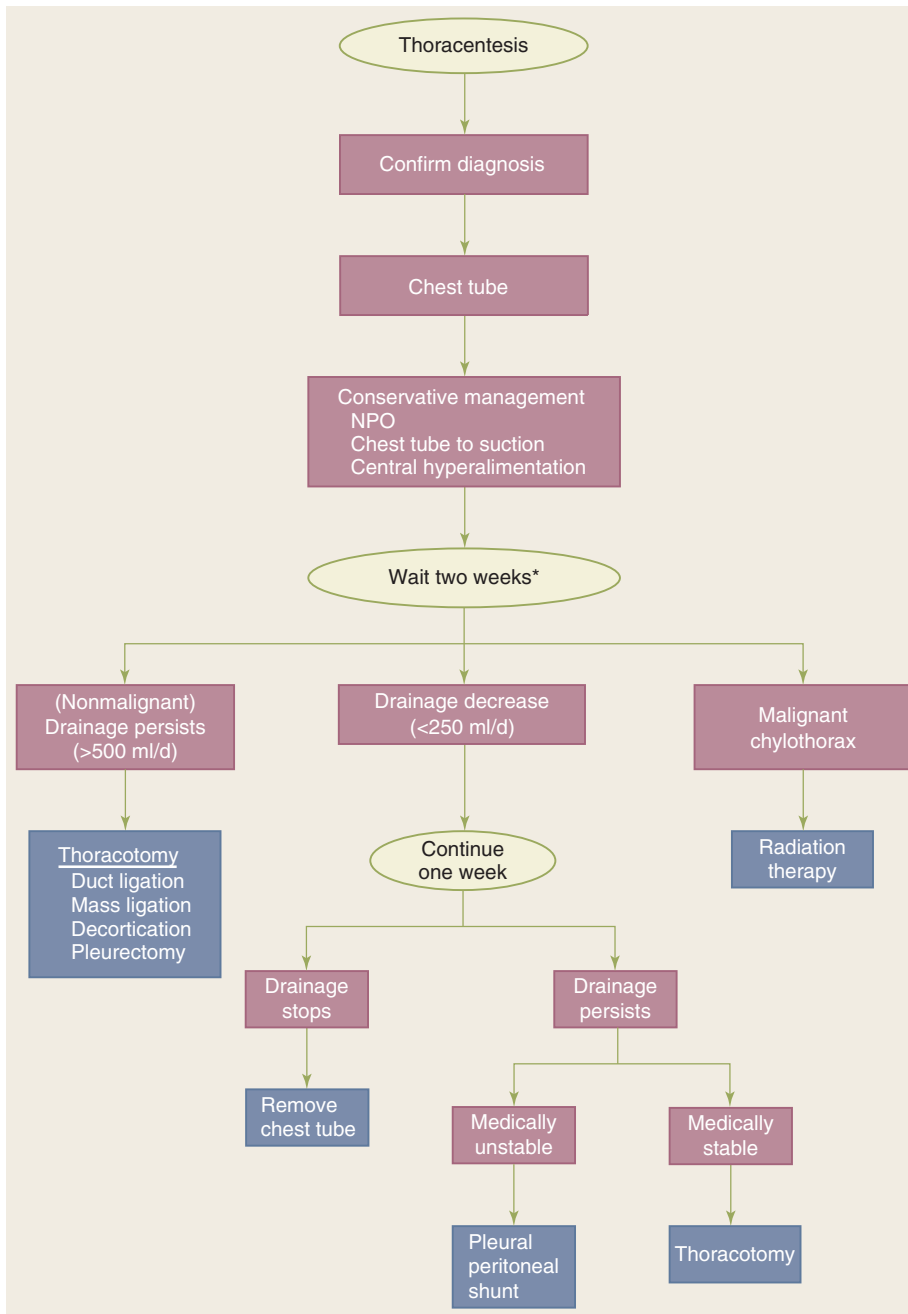 Thoracentesis
Confirm diagnosis
Chest tube
Conservative management
NPO
Chest tube to suction
Central hyperalimentation
Wait two weeks*
(Nonmalignant)
Drainage persists
(>500 ml/d)
Drainage decrease
(<250 ml/d)
Malignant
chylothorax
Thoracotomy
Duct ligation
Mass ligation
Decortication
Pleurectomy
Continue
one week
Radiation
therapy
Drainage
stops
Drainage
persists
Remove
chest tube
Medically
unstable
Medically
stable
Pleural
peritoneal
shunt
Thoracotomy